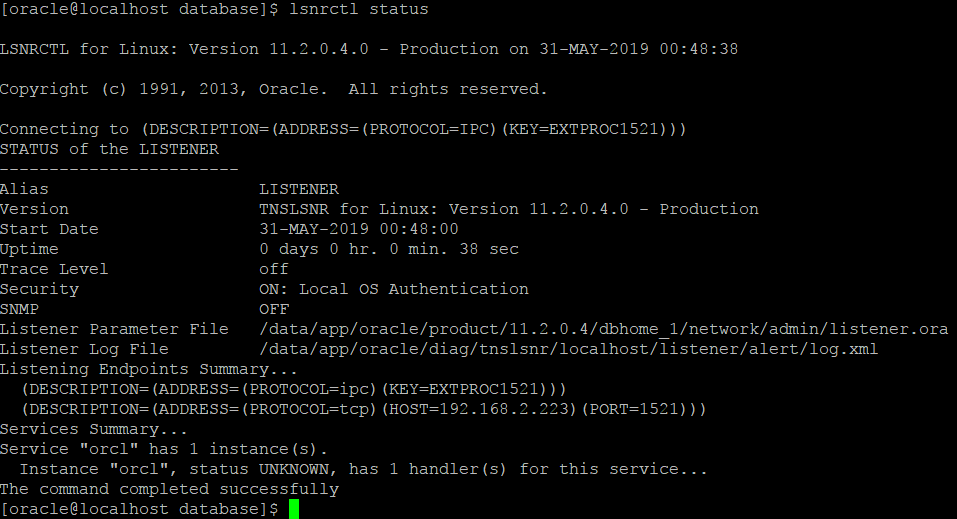 [oracle@localhost database]$ lsnrctl status
LSNRCTL for Linux: Version 11.2.0.4.0 - Production on 31-MAY-2019 00:48:38
Copyright (c) 1991, 2013, Oracle.  All rights reserved.
Connecting to (DESCRIPTION=(ADDRESS=(PROTOCOL=IPC)(KEY=EXTPROC1521)))
STATUS of the LISTENER
------------------------
Alias                     LISTENER
Version                   TNSLSNR for Linux: Version 11.2.0.4.0 - Production
Start Date                31-MAY-2019 00:48:00
Uptime                    0 days 0 hr. 0 min. 38 sec
Trace Level               off
Security                  ON: Local OS Authentication
SNMP                      OFF
Listener Parameter File   /data/app/oracle/product/11.2.0.4/dbhome_1/network/admin/listener.ora
Listener Log File         /data/app/oracle/diag/tnslsnr/localhost/listener/alert/log.xml
Listening Endpoints Summary...
  (DESCRIPTION=(ADDRESS=(PROTOCOL=ipc)(KEY=EXTPROC1521)))
  (DESCRIPTION=(ADDRESS=(PROTOCOL=tcp)(HOST=192.168.2.223)(PORT=1521)))
Services Summary...
Service "orcl" has 1 instance(s).
  Instance "orcl", status UNKNOWN, has 1 handler(s) for this service...
The command completed successfully
[oracle@localhost database]$